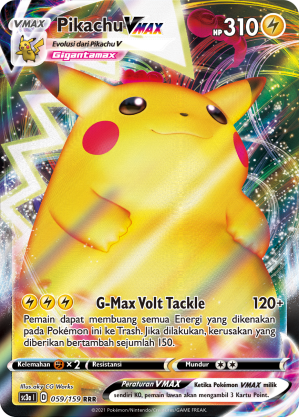 VMAX Pikachu VMAX HP 310
Evolusi dari Pikachu V
Gigantamax
G-Max Volt Tackle 120+
Pemain dapat membuang semua Energi yang dikenakan
pada Pokémon ini ke Trash. Jika dilakukan, kerusakan yang
diberikan bertambah sejumlah 150.
Kelemahan × 2 Resistansi Mundur
Peraturan VMAX Ketika Pokémon VMAX milik
sendiri KO, pemain lawan akan mengambil 3 Kartu Point.
Illus. aky CG Works
sc3a I D 059/159 RRR
©2021 Pokémon/Nintendo/Creatures/GAME FREAK.